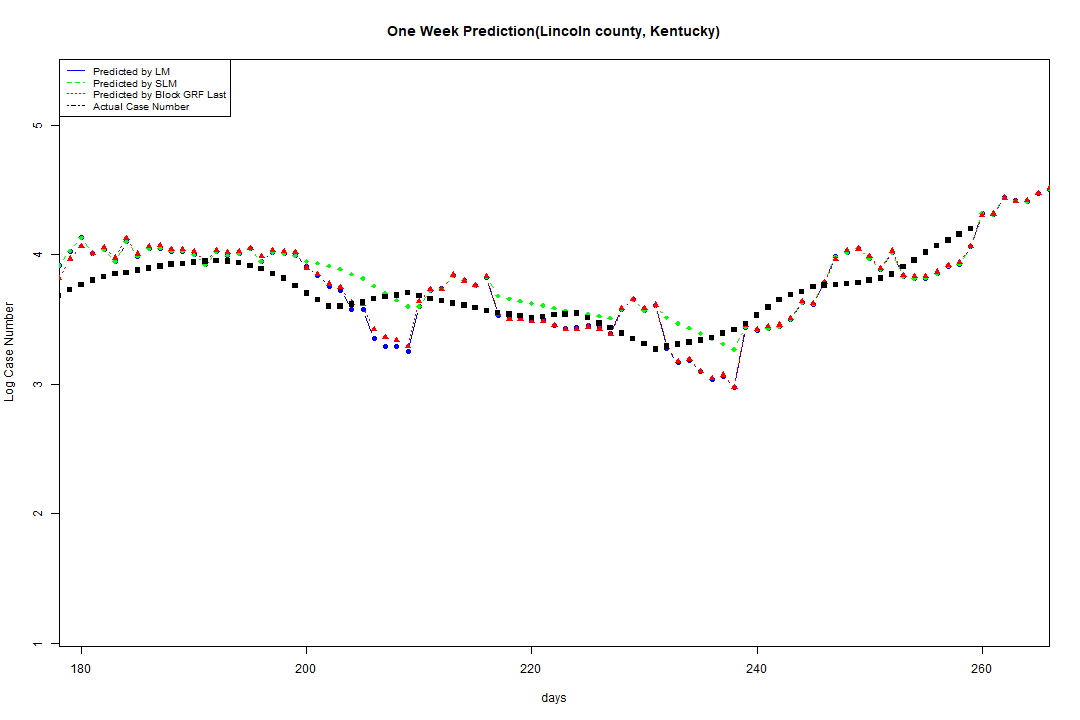 One Week Prediction(Lincoln county, Kentucky)
Predicted by LM
Predicted by SLM
Predicted by Block GRF Last
Actual Case Number
5
4
3
2
1
Log Case Number
180 200 220 240 260
days